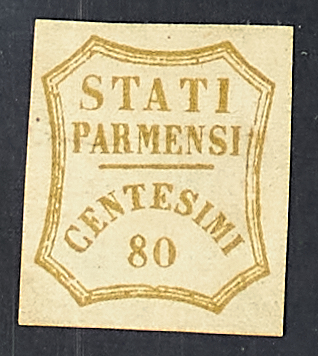 STATI
PARMENSI
CENTESIMI
80